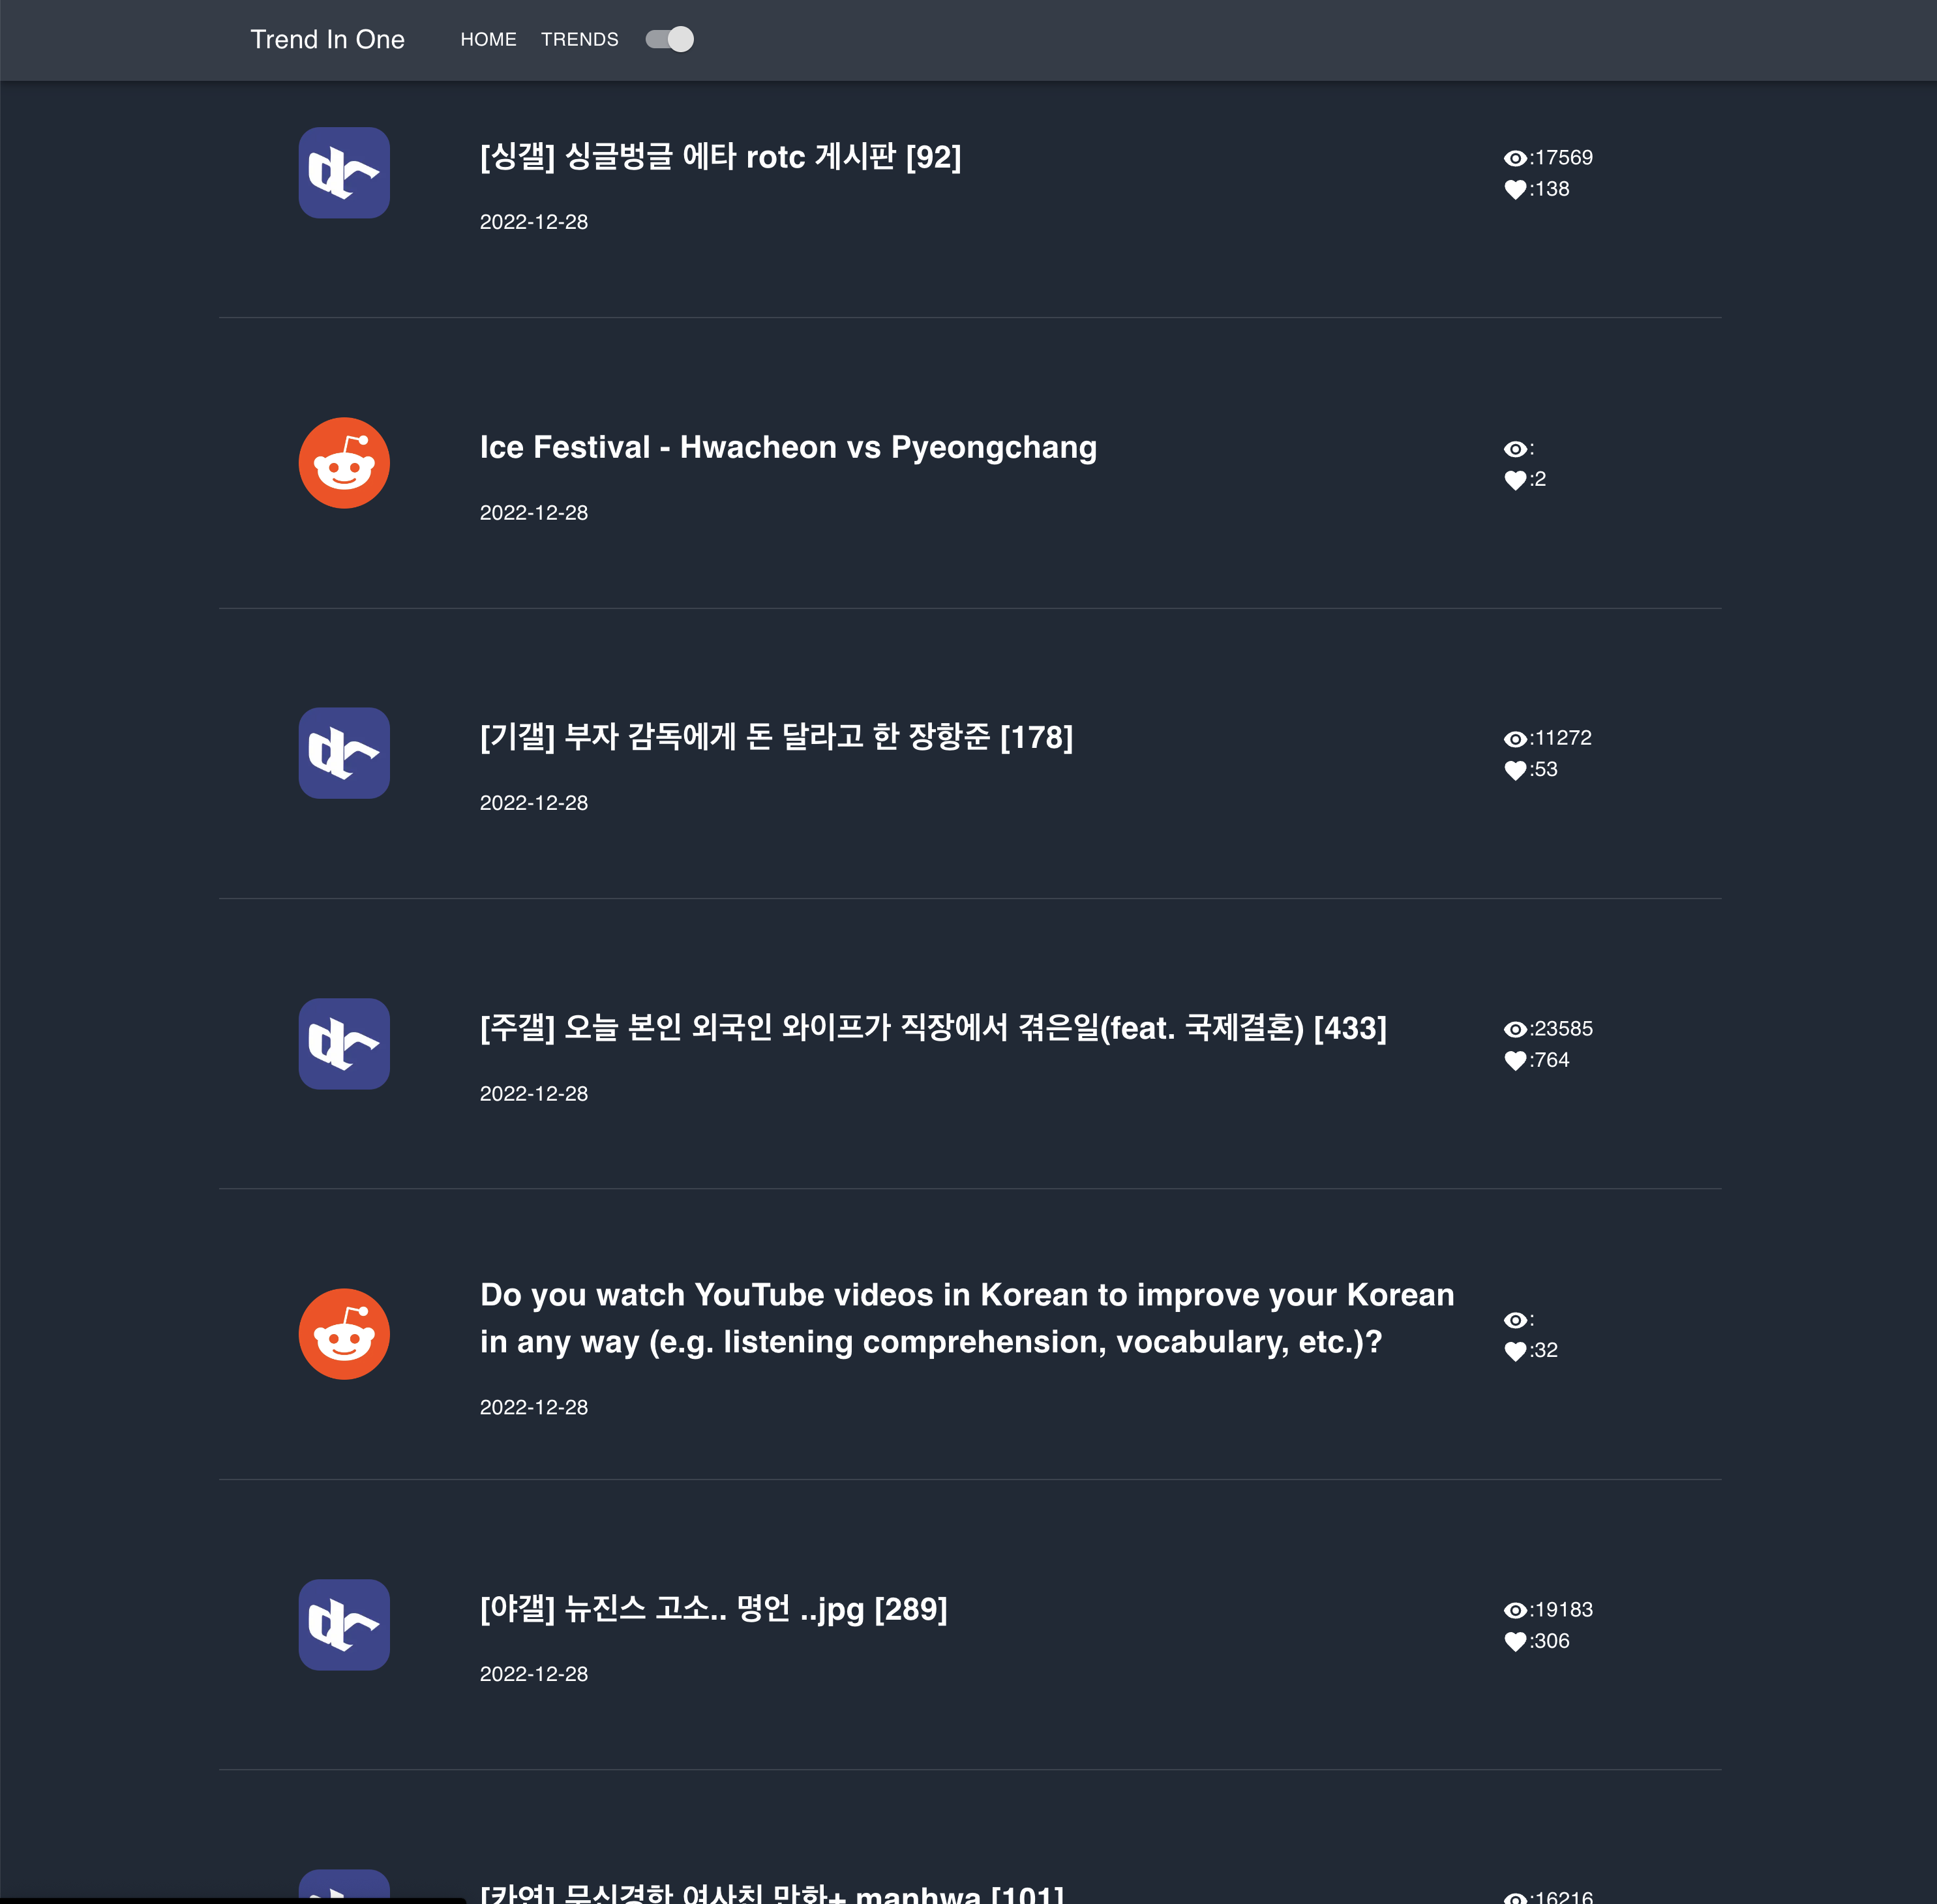 Trend In One HOME TRENDS
[싱갤] 싱글벙글 에타 rotc 게시판 [92]
:17569
:138
2022-12-28
Ice Festival - Hwacheon vs Pyeongchang
:
:2
2022-12-28
[기갤] 부자 감독에게 돈 달라고 한 장항준 [178]
:11272
:53
2022-12-28
[주갤] 오늘 본인 외국인 와이프가 직장에서 겪은일(feat. 국제결혼) [433]
:23585
:764
2022-12-28
Do you watch YouTube videos in Korean to improve your Korean
in any way (e.g. listening comprehension, vocabulary, etc.)?
:
:32
2022-12-28
[야갤] 뉴진스 고소.. 명언 ..jpg [289]
:19183
:306
2022-12-28
[카연] 무심경한 여사친 만화+ manhwa [101]
:16216